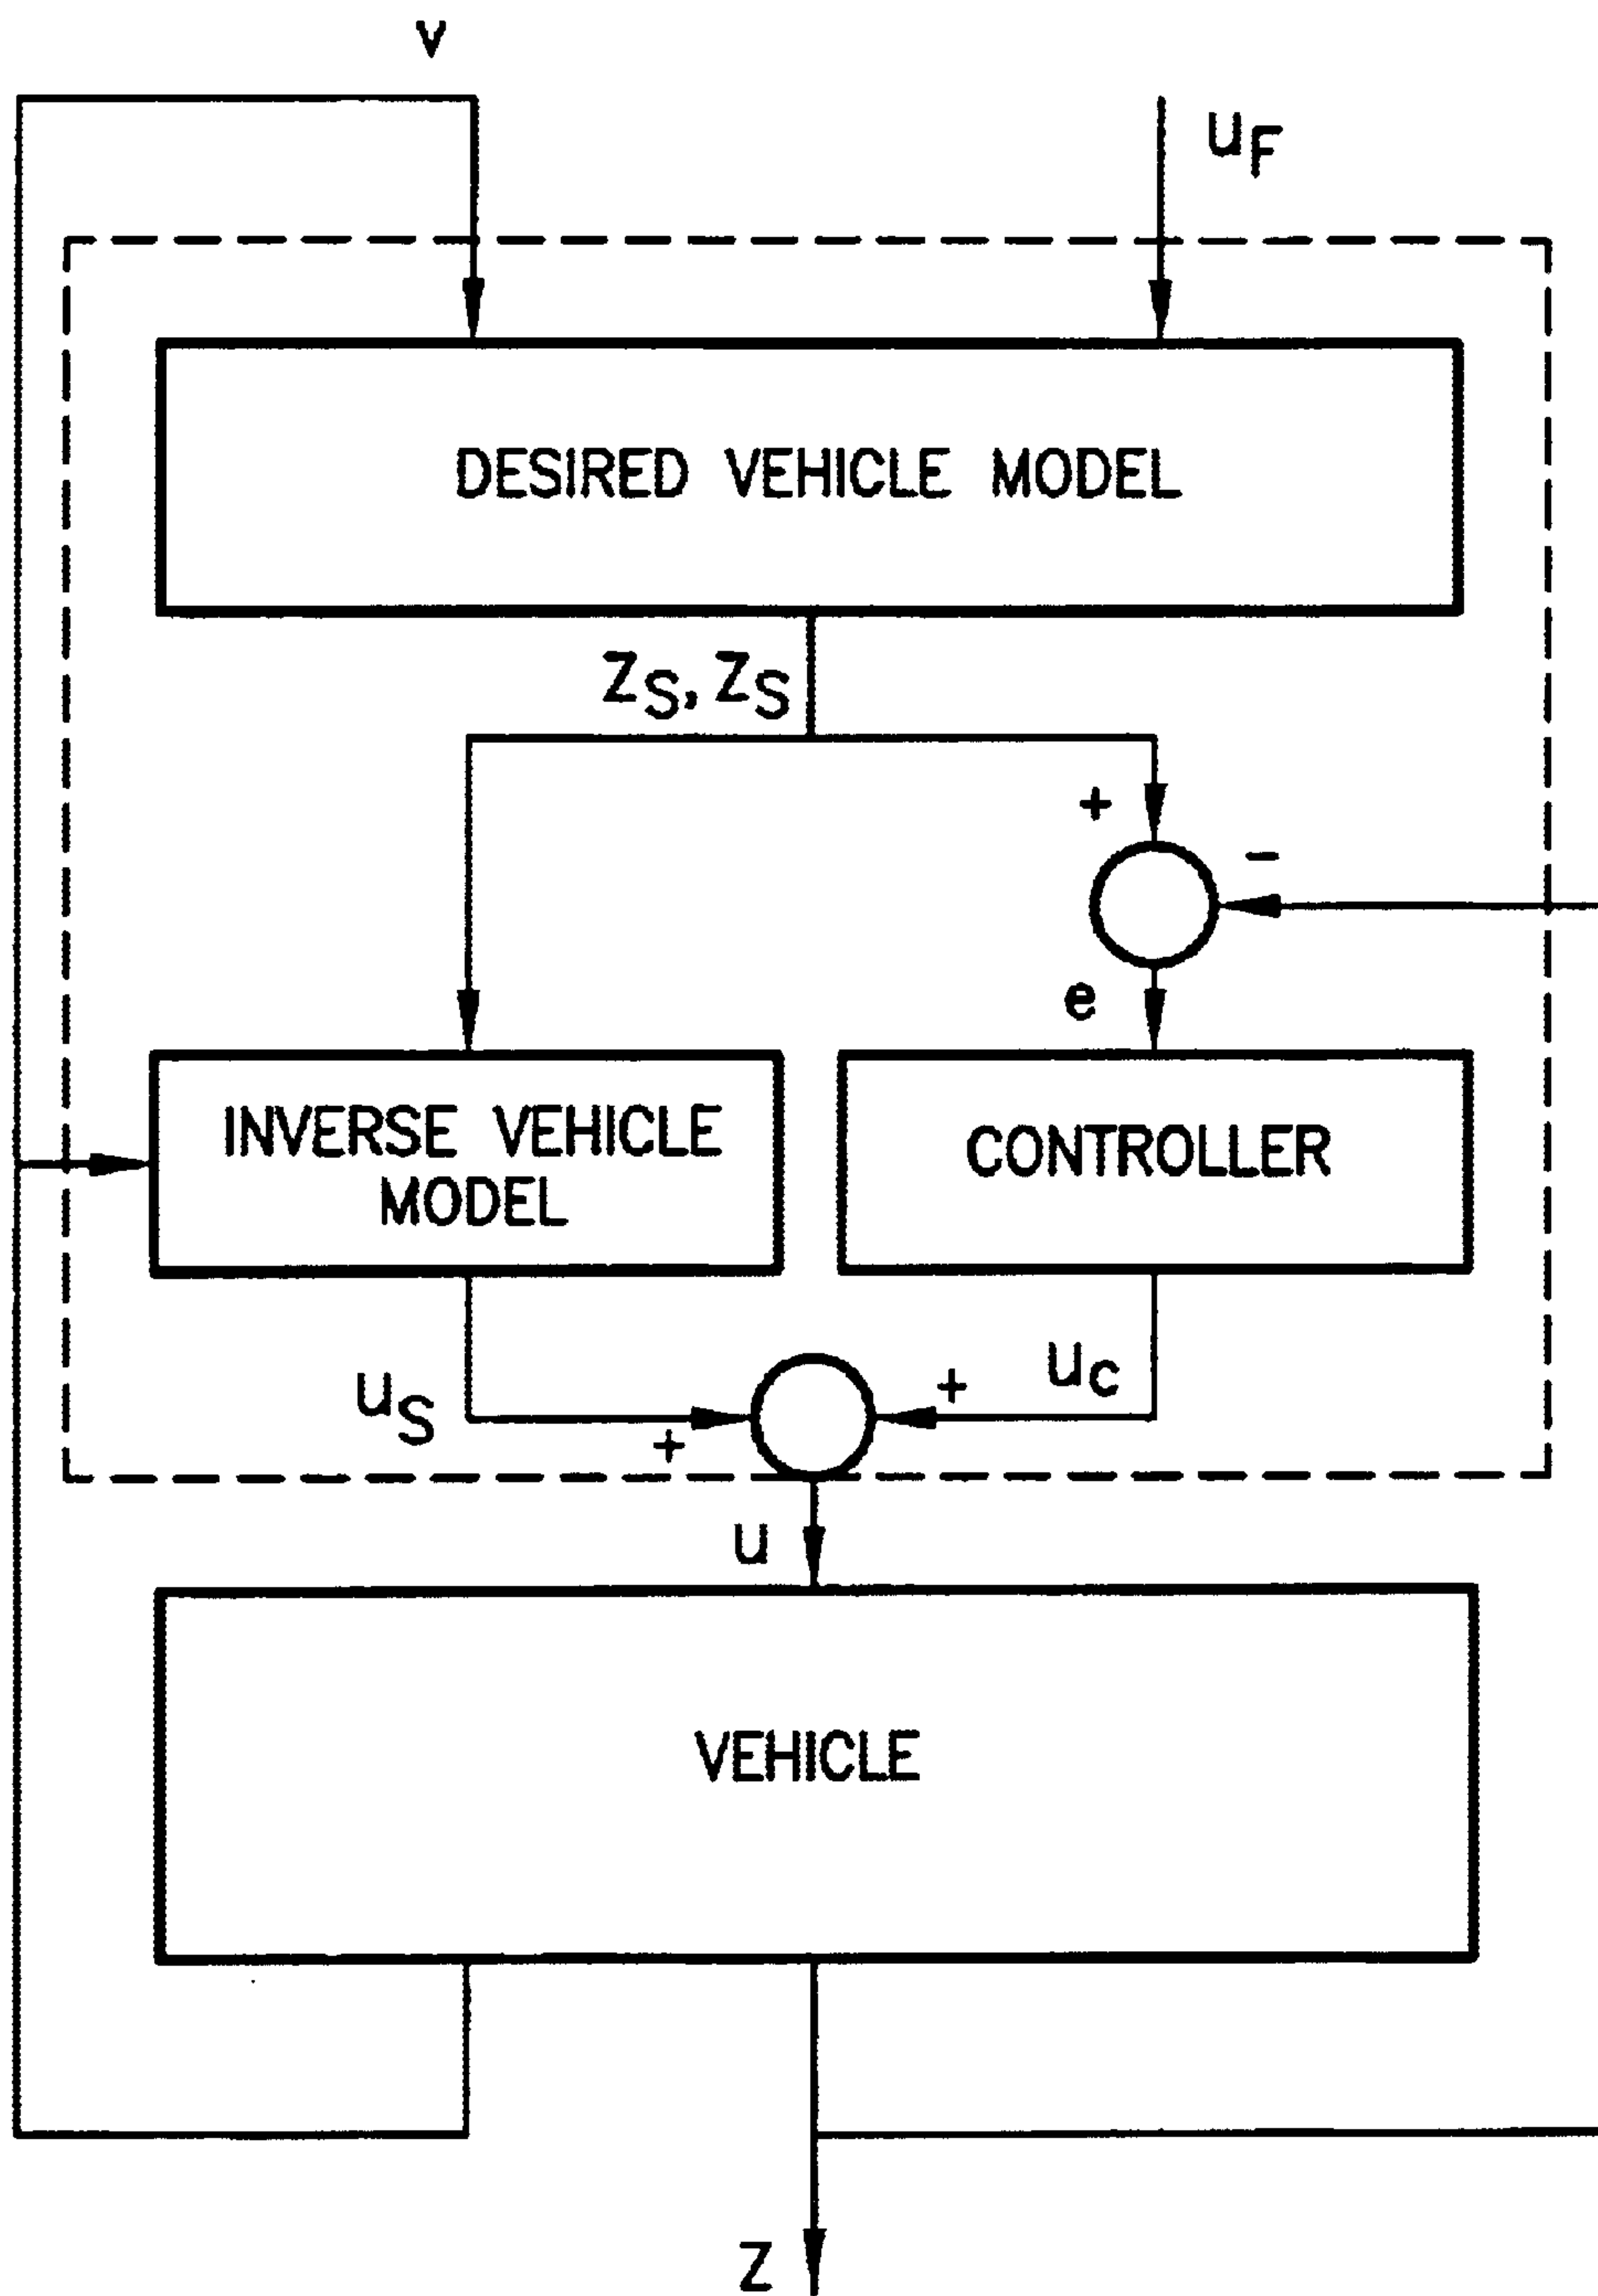 v
uF
DESIRED VEHICLE MODEL
ZS, ZS
+
-
e
INVERSE VEHICLE
MODEL
CONTROLLER
uS
+
+
uC
u
VEHICLE
Z